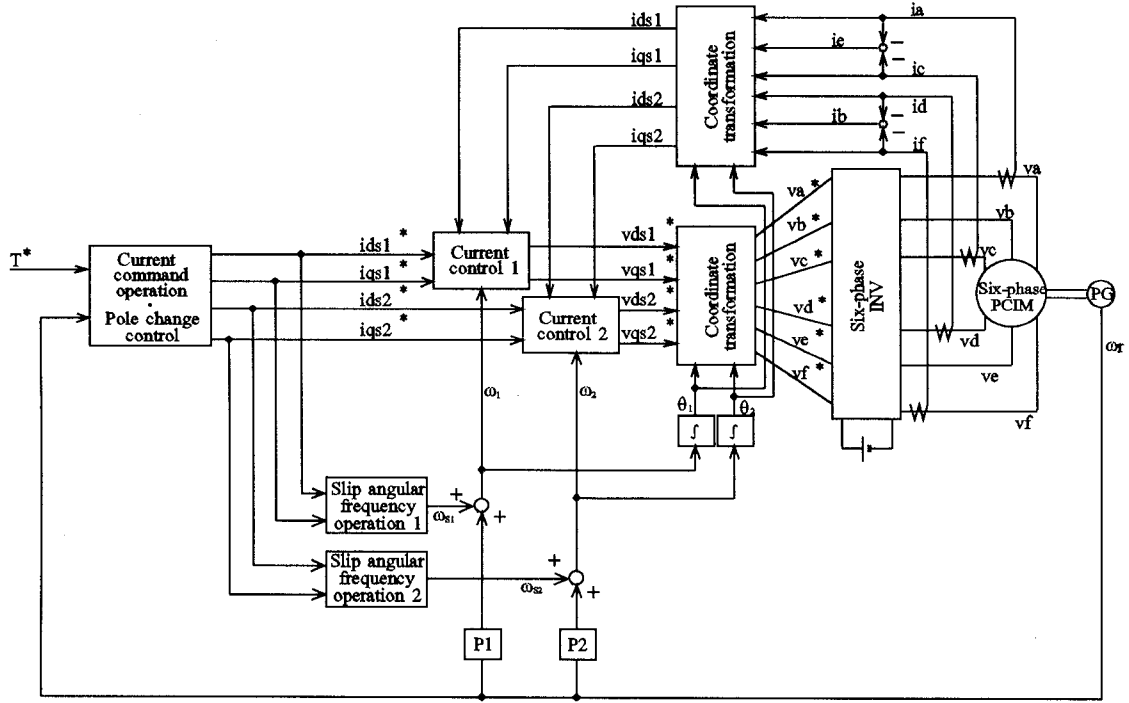 ia
ids1
ie
iqs1
ic
Coordinate
transformation
id
ids2
ib
iqs2
if
va
va*
vb
vb*
T*
Current
command
operation
·
Pole change
control
ids1*
iqs1*
ids2*
iqs2*
Current
control 1
Current
control 2
vds1*
vqs1*
vds2*
vqs2*
Coordinate
transformation
vc*
vd*
ve*
vf*
Six-phase
INV
vc
Six-phase
PCIM
PG
vd
ωr
ve
vf
ω1
ω2
θ1
θ2
∫
∫
Slip angular
frequency
operation 1
+
ωS1
+
Slip angular
frequency
operation 2
+
ωS2
+
P1
P2
−
−
−
−